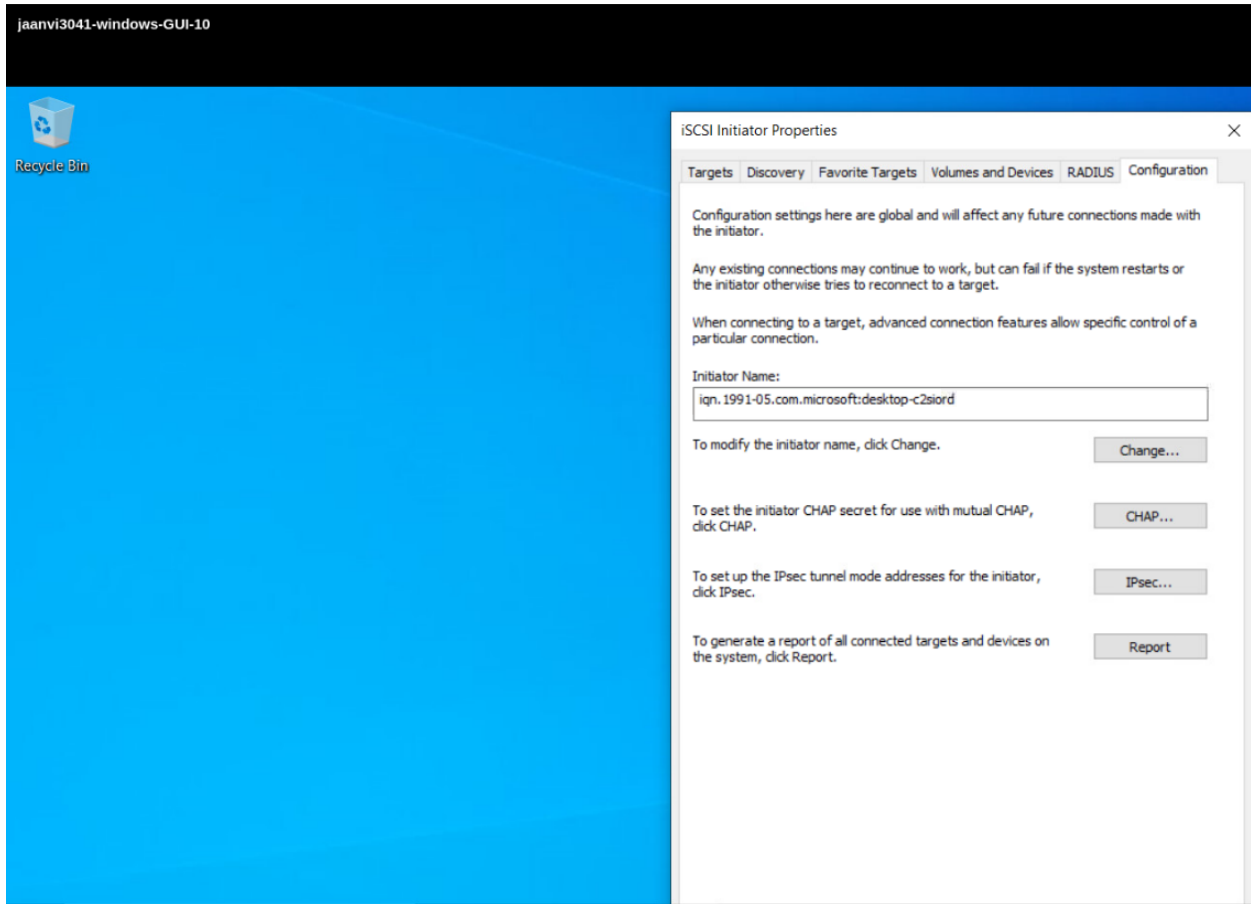 jaanvi3041-windows-GUI-10
Recycle Bin
iSCSI Initiator Properties
Targets Discovery Favorite Targets Volumes and Devices RADIUS Configuration
Configuration settings here are global and will affect any future connections made with
the initiator.
Any existing connections may continue to work, but can fail if the system restarts or
the initiator otherwise tries to reconnect to a target.
When connecting to a target, advanced connection features allow specific control of a
particular connection.
Initiator Name:
iqn.1991-05.com.microsoft:desktop-c2siord
To modify the initiator name, click Change.
Change...
To set the initiator CHAP secret for use with mutual CHAP,
click CHAP.
CHAP...
To set up the IPsec tunnel mode addresses for the initiator,
click IPsec.
IPsec...
To generate a report of all connected targets and devices on
the system, click Report.
Report